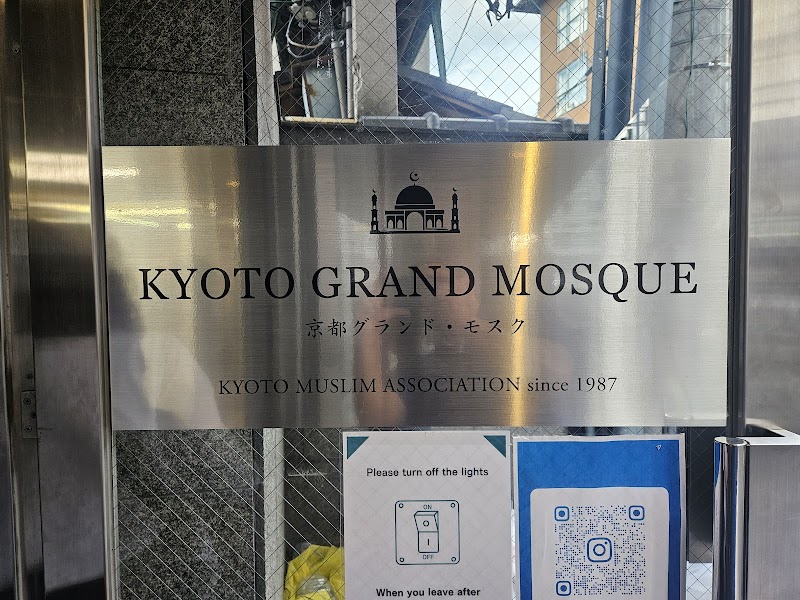 KYOTO GRAND MOSQUE
京都グランド・モスク
KYOTO MUSLIM ASSOCIATION since 1987
Please turn off the lights
ON
OFF
When you leave after